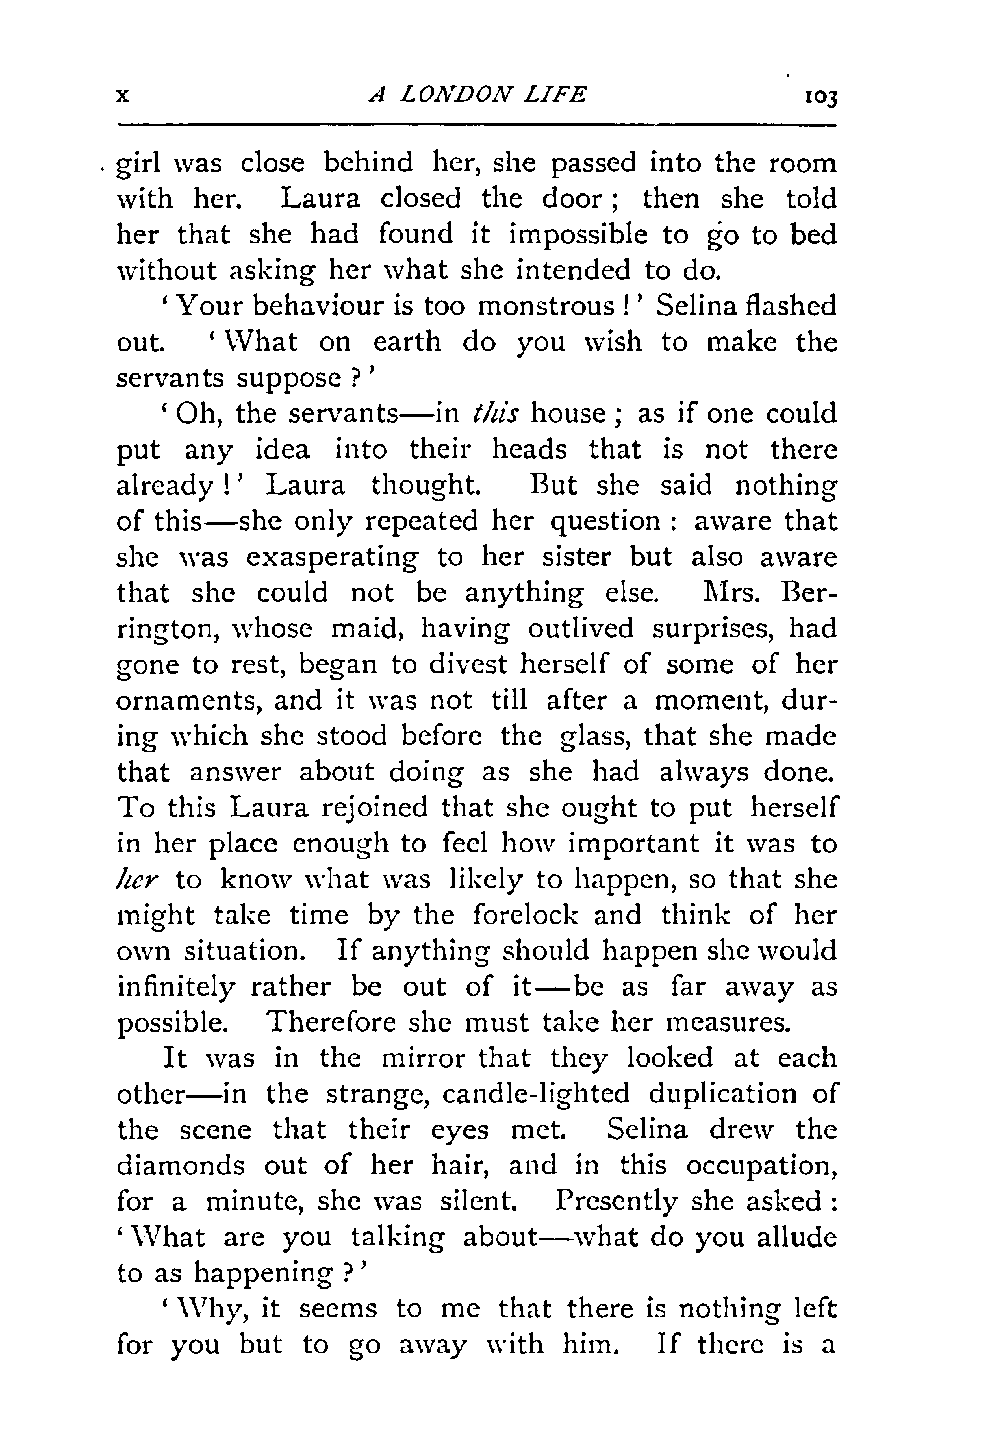 x A LONDON LIFE 103
girl was close behind her, she passed into the room
with her. Laura closed the door ; then she told
her that she had found it impossible to go to bed
without asking her what she intended to do.
‘ Your behaviour is too monstrous ! ’ Selina flashed
out. ‘ What on earth do you wish to make the
servants suppose ? ’
‘ Oh, the servants—in this house ; as if one could
put any idea into their heads that is not there
already ! ’ Laura thought. But she said nothing
of this—she only repeated her question : aware that
she was exasperating to her sister but also aware
that she could not be anything else. Mrs. Ber-
rington, whose maid, having outlived surprises, had
gone to rest, began to divest herself of some of her
ornaments, and it was not till after a moment, dur-
ing which she stood before the glass, that she made
that answer about doing as she had always done.
To this Laura rejoined that she ought to put herself
in her place enough to feel how important it was to
her to know what was likely to happen, so that she
might take time by the forelock and think of her
own situation. If anything should happen she would
infinitely rather be out of it—be as far away as
possible. Therefore she must take her measures.
It was in the mirror that they looked at each
other—in the strange, candle-lighted duplication of
the scene that their eyes met. Selina drew the
diamonds out of her hair, and in this occupation,
for a minute, she was silent. Presently she asked :
‘ What are you talking about—what do you allude
to as happening ? ’
‘ Why, it seems to me that there is nothing left
for you but to go away with him. If there is a